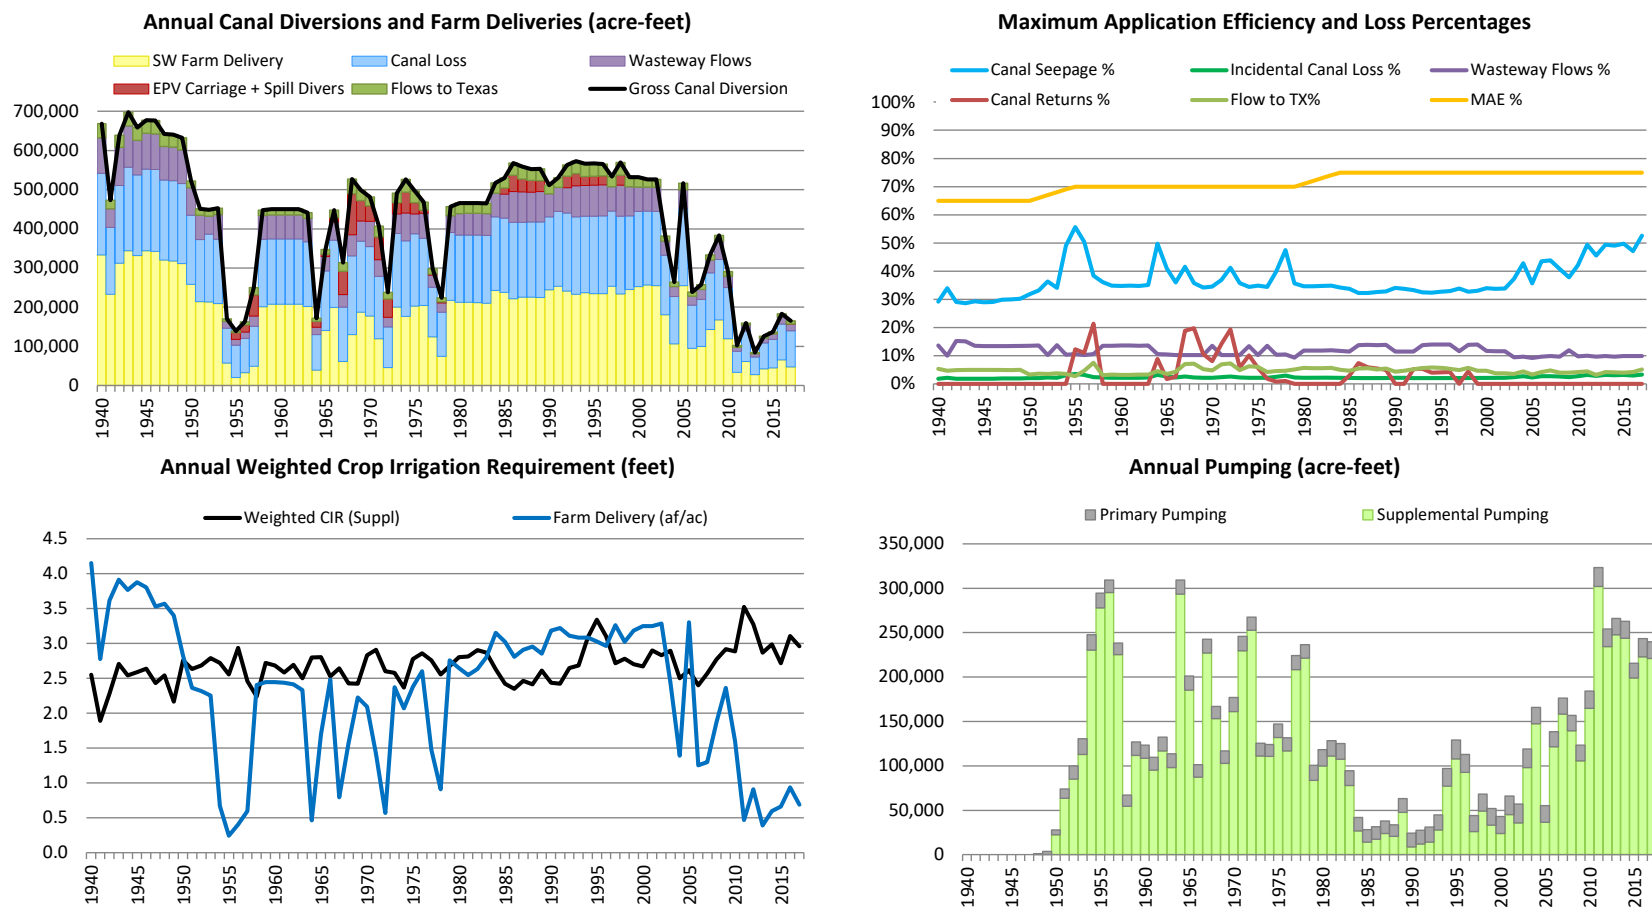 Annual Canal Diversions and Farm Deliveries (acre-feet)
SW Farm Delivery Canal Loss Wasteway Flows
EPV Carriage + Spill Divers Flows to Texas Gross Canal Diversion
700,000
600,000
500,000
400,000
300,000
200,000
100,000
0
1940 1945 1950 1955 1960 1965 1970 1975 1980 1985 1990 1995 2000 2005 2010 2015
Maximum Application Efficiency and Loss Percentages
Canal Seepage % Incidental Canal Loss % Wasteway Flows %
Canal Returns % Flow to TX% MAE %
100%
90%
80%
70%
60%
50%
40%
30%
20%
10%
0%
1940 1945 1950 1955 1960 1965 1970 1975 1980 1985 1990 1995 2000 2005 2010 2015
Annual Weighted Crop Irrigation Requirement (feet)
Weighted CIR (Suppl) Farm Delivery (af/ac)
4.5
4.0
3.5
3.0
2.5
2.0
1.5
1.0
0.5
0.0
1940 1945 1950 1955 1960 1965 1970 1975 1980 1985 1990 1995 2000 2005 2010 2015
Annual Pumping (acre-feet)
Primary Pumping Supplemental Pumping
350,000
300,000
250,000
200,000
150,000
100,000
50,000
0
1940 1945 1950 1955 1960 1965 1970 1975 1980 1985 1990 1995 2000 2005 2010 2015